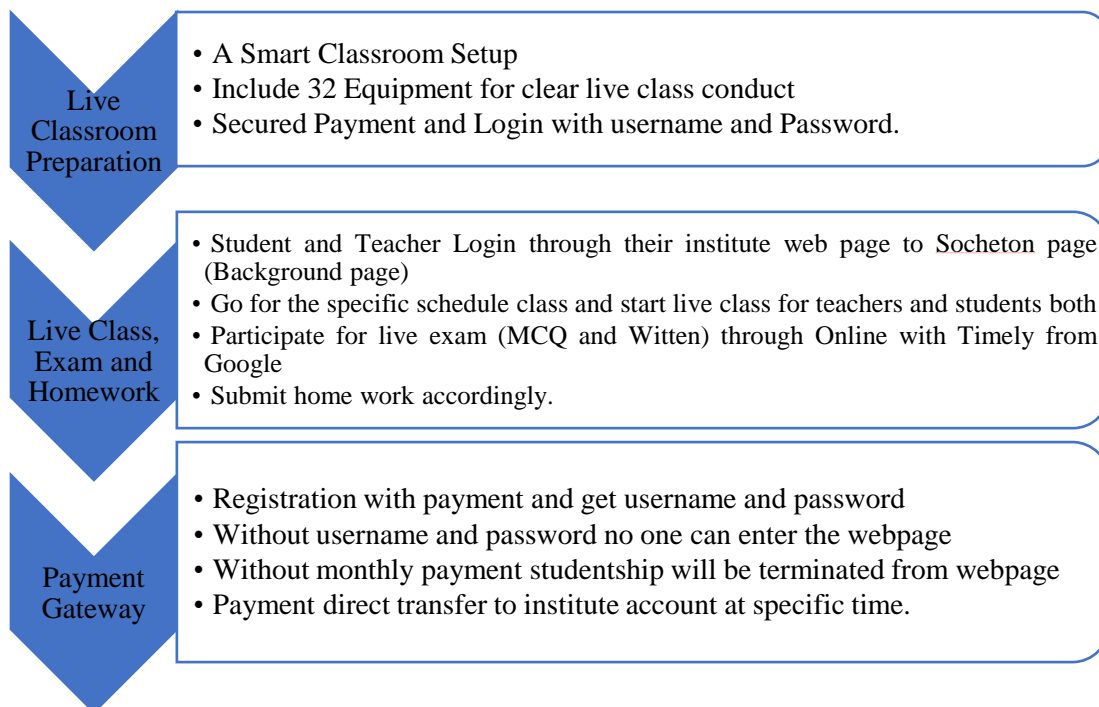 Live
Classroom
Preparation
• A Smart Classroom Setup
• Include 32 Equipment for clear live class conduct
• Secured Payment and Login with username and Password.
Live Class,
Exam and
Homework
• Student and Teacher Login through their institute web page to Socheton page
(Background page)
• Go for the specific schedule class and start live class for teachers and students both
• Participate for live exam (MCQ and Witten) through Online with Timely from
Google
• Submit home work accordingly.
Payment
Gateway
• Registration with payment and get username and password
• Without username and password no one can enter the webpage
• Without monthly payment studentship will be terminated from webpage
• Payment direct transfer to institute account at specific time.